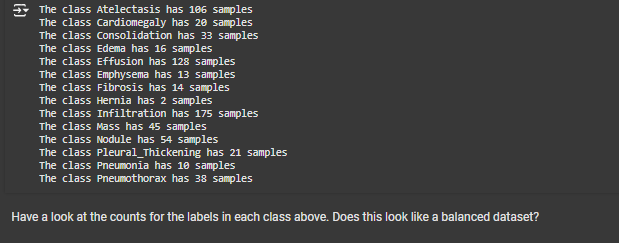 The class Atelectasis has 106 samples
The class Cardiomegaly has 20 samples
The class Consolidation has 33 samples
The class Edema has 16 samples
The class Effusion has 128 samples
The class Emphysema has 13 samples
The class Fibrosis has 14 samples
The class Hernia has 2 samples
The class Infiltration has 175 samples
The class Mass has 45 samples
The class Nodule has 54 samples
The class Pleural_Thickening has 21 samples
The class Pneumonia has 10 samples
The class Pneumothorax has 38 samples
Have a look at the counts for the labels in each class above. Does this look like a balanced dataset?